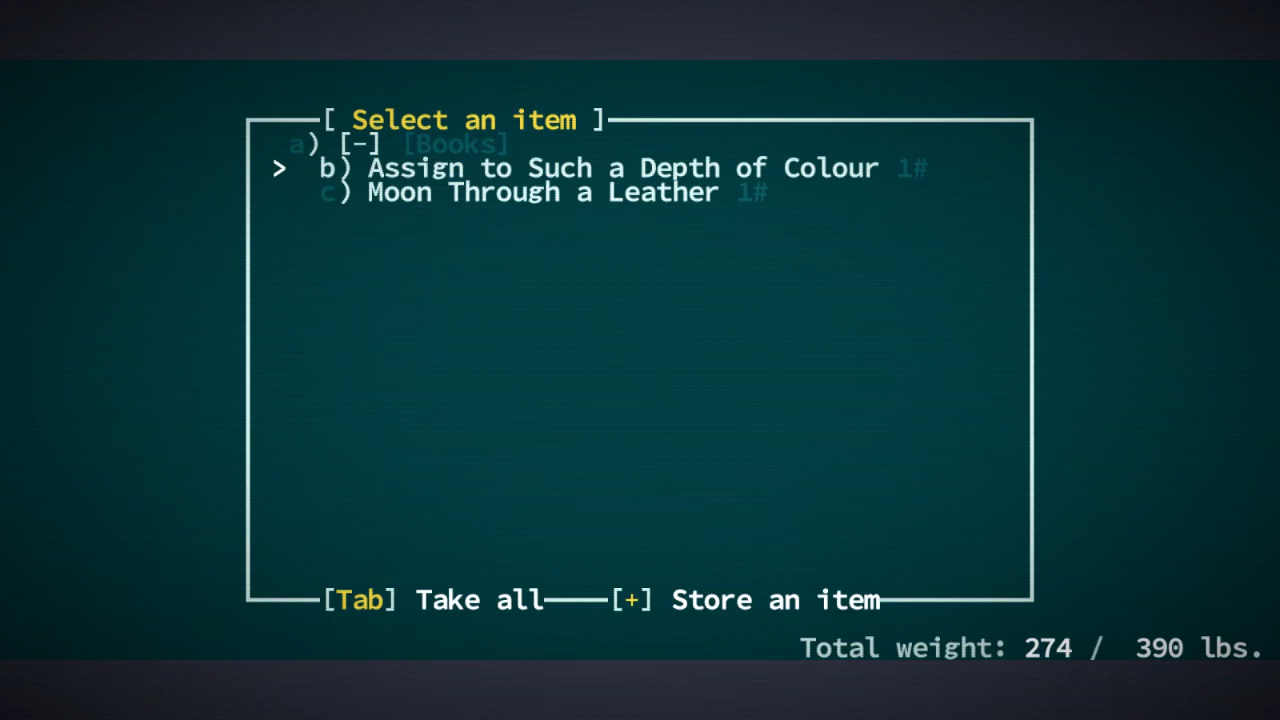 [ Select an item ]
a) [-] [Books]
> b) Assign to Such a Depth of Colour 1#
c) Moon Through a Leather 1#
[Tab] Take all [+] Store an item
Total weight: 274 / 390 lbs.